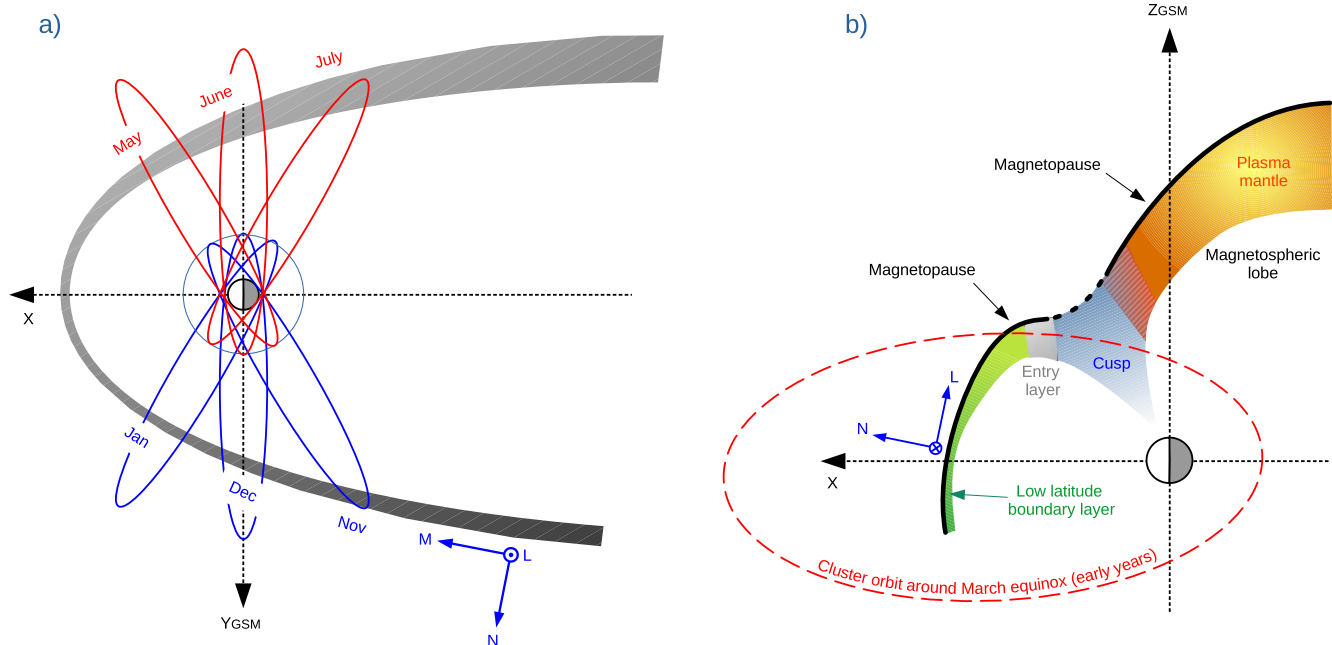 a)
July
June
May
X
Jan
Dec
Nov
M
L
N
YGSM
b)
ZGSM
Magnetopause
Plasma
mantle
Magnetospheric
lobe
Magnetopause
Cusp
Entry
layer
L
N
X
Low latitude
boundary layer
Cluster orbit around March equinox (early years)